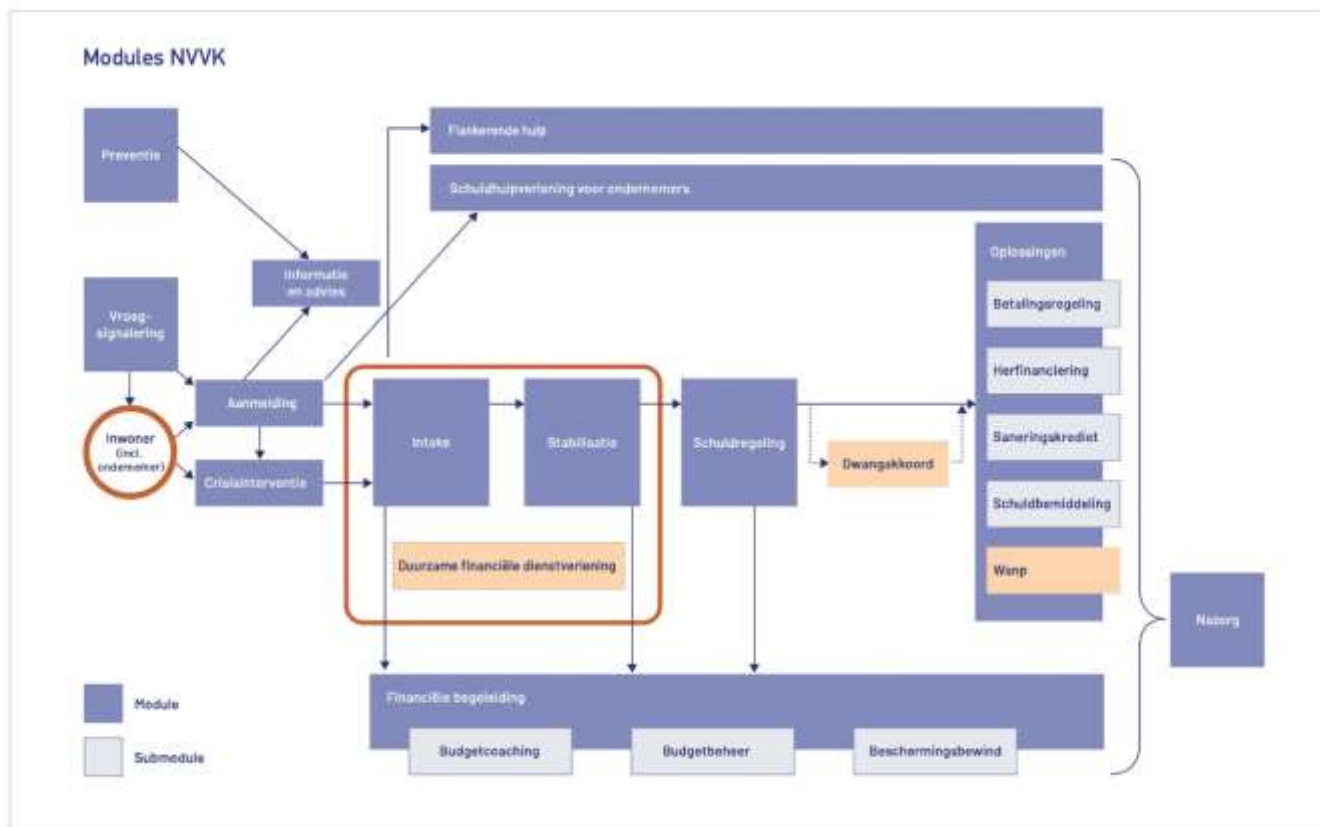 Modules NVVK
Preventie
Flankerende hulp
Schuldhulpverlening voor ondernemers
Informatie
en advies
Vroeg-
signalering
Oplossingen
Betalingsregeling
Herfinanciering
Saneringskrediet
Schuldbemiddeling
Wsnp
Aanmelding
Inwoner
(incl.
ondernemer)
Crisisinterventie
Intake
Stabilisatie
Schuldregeling
Dwangakkoord
Duurzame financiële dienstverlening
Nazorg
Financiële begeleiding
Budgetcoaching
Budgetbeheer
Beschermingsbewind
Module
Submodule